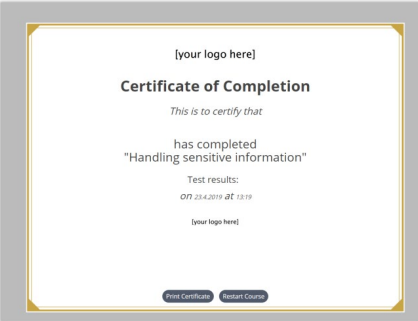 [your logo here]
Certificate of Completion
This is to certify that
has completed
"Handling sensitive information"
Test results:
on 23.4.2019 at 13:19
[your logo here]
Print Certificate Restart Course